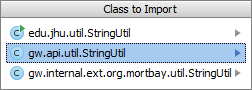 Class to Import
edu.jhu.util.StringUtil
gw.api.util.StringUtil
gw.internal.ext.org.mortbay.util.StringUtil